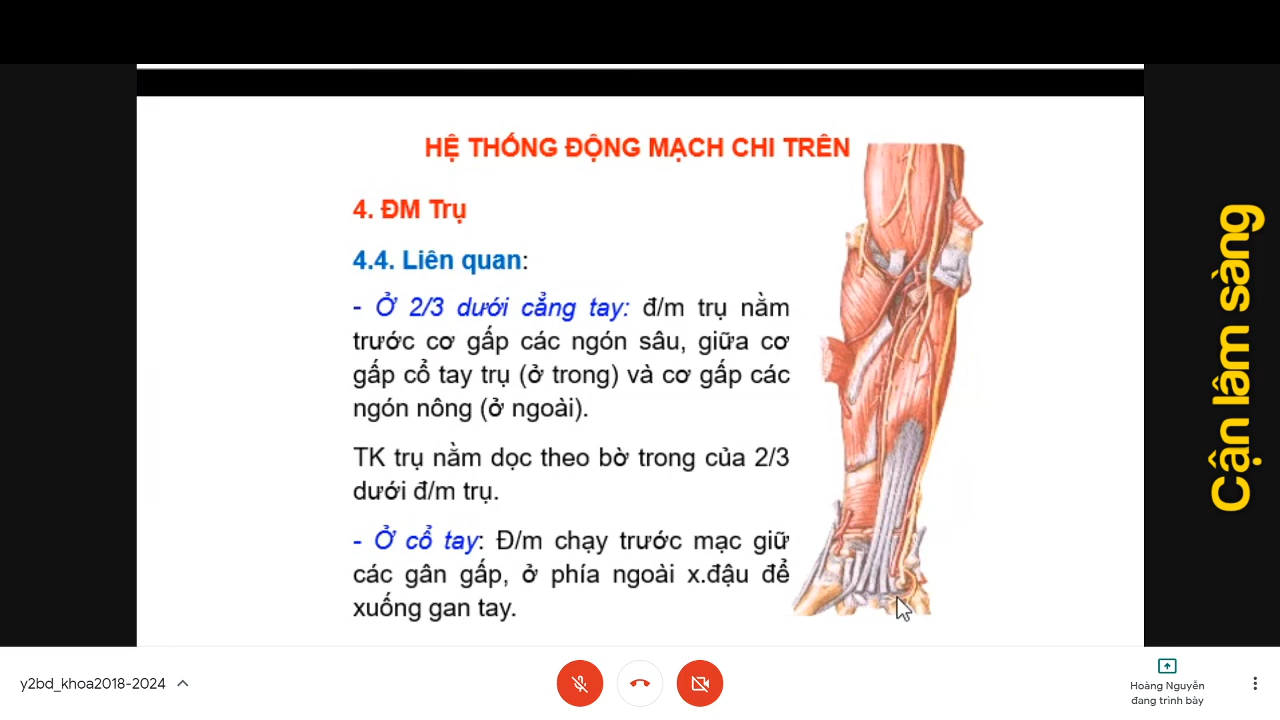 HỆ THỐNG ĐỘNG MẠCH CHI TRÊN
4. ĐM Trụ
4.4. Liên quan:
- Ở 2/3 dưới cẳng tay: đ/m trụ nằm
trước cơ gấp các ngón sâu, giữa cơ
gấp cổ tay trụ (ở trong) và cơ gấp các
ngón nông (ở ngoài).
TK trụ nằm dọc theo bờ trong của 2/3
dưới đ/m trụ.
- Ở cổ tay: Đ/m chạy trước mạc giữ
các gân gấp, ở phía ngoài x.đậu để
xuống gan tay.
Cận lâm sàng
y2bd_khoa2018-2024
Hoàng Nguyễn
đang trình bày